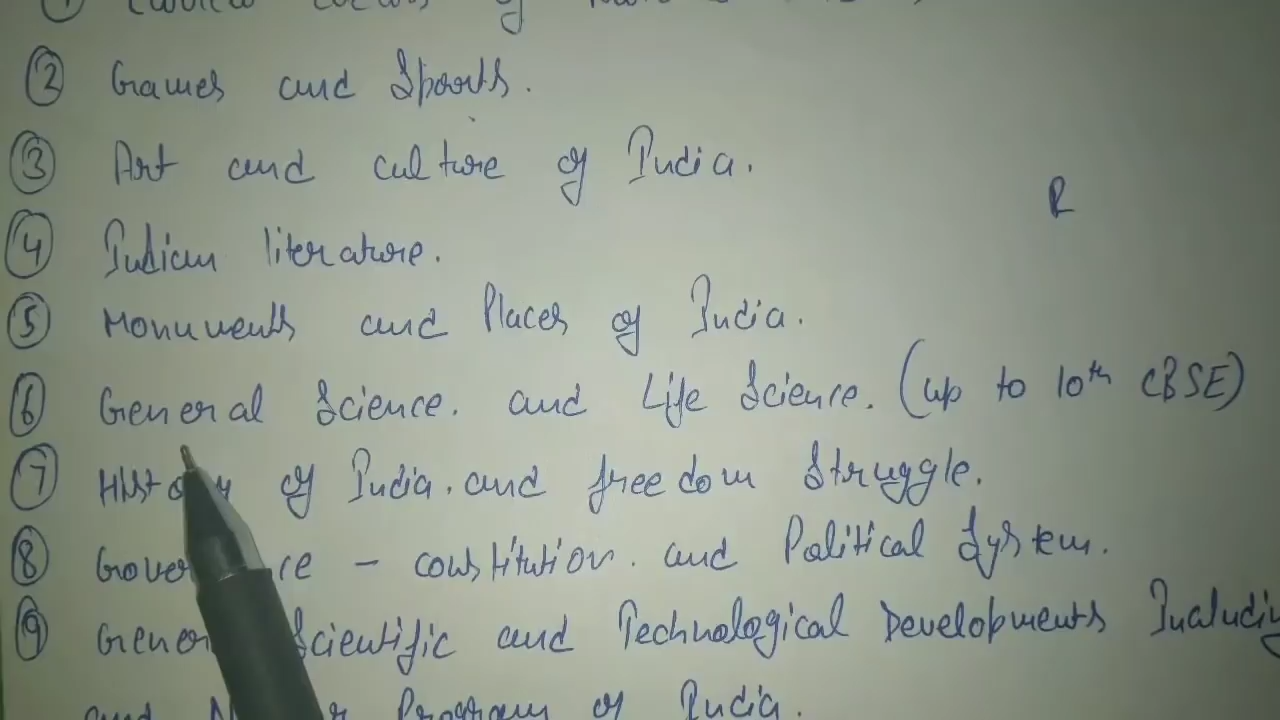 ② Games and Sports.
③ Art and culture of India.
R
④ Indian literature.
⑤ Monuments and Places of India.
⑥ General Science. and Life Science. (up to 10th CBSE)
⑦ History of India. and freedom Struggle.
⑧ - constitution. and Political System.
⑨ Scientific and Technological Developments
and Program of India.